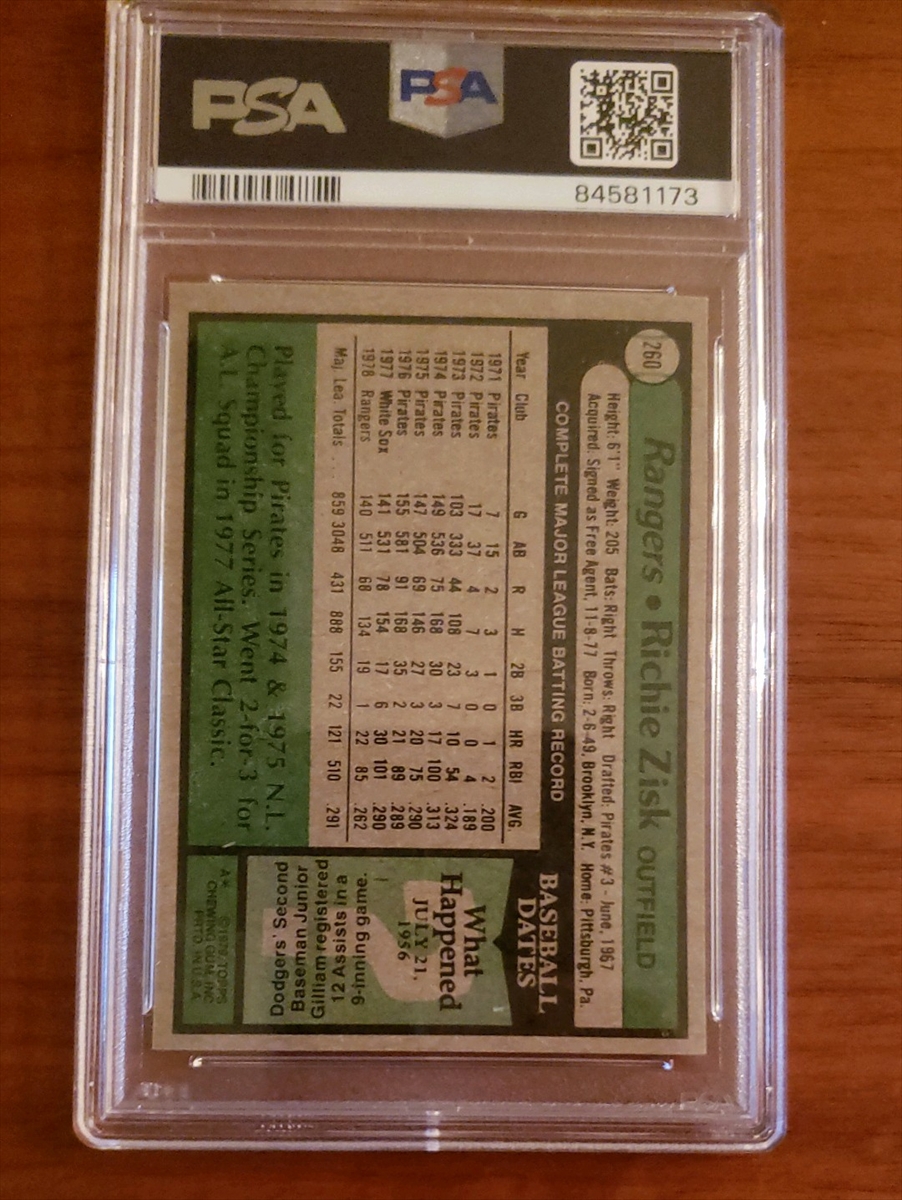 PSA
PSA
84581173
260
Rangers • Richie Zisk OUTFIELD
Height: 6'1" Weight: 205 Bats: Right Throws: Right Drafted: Pirates #3 - June, 1967
Acquired: Signed as Free Agent, 11-8-77 Born: 2-6-49, Brooklyn, N.Y. Home: Pittsburgh, Pa.
COMPLETE MAJOR LEAGUE BATTING RECORD
Year Club G AB R H 2B 3B HR RBI AVG.
1971 Pirates 7 15 2 3 1 0 1 2 .200
1972 Pirates 17 37 4 7 3 0 0 4 .189
1973 Pirates 103 333 44 108 23 7 10 54 .324
1974 Pirates 149 536 75 168 30 3 17 100 .313
1975 Pirates 147 504 69 146 27 3 20 75 .290
1976 Pirates 155 581 91 168 35 2 21 89 .289
1977 White Sox 141 531 78 154 17 6 30 101 .290
1978 Rangers 140 511 68 134 19 1 22 85 .262
Maj. Lea. Totals 859 3048 431 888 155 22 121 510 .291
Played for Pirates in 1974 & 1975 N.L.
Championship Series. Went 2-for-3 for
A.L. Squad in 1977 All-Star Classic.
BASEBALL
DATES
What
Happened
JULY 21,
1956
Dodgers' Second
Baseman Junior
Gilliam registered
12 Assists in a
9-inning game.
A* ©1979 TOPPS
CHEWING GUM, INC.
PRTD. IN U.S.A.
PSA